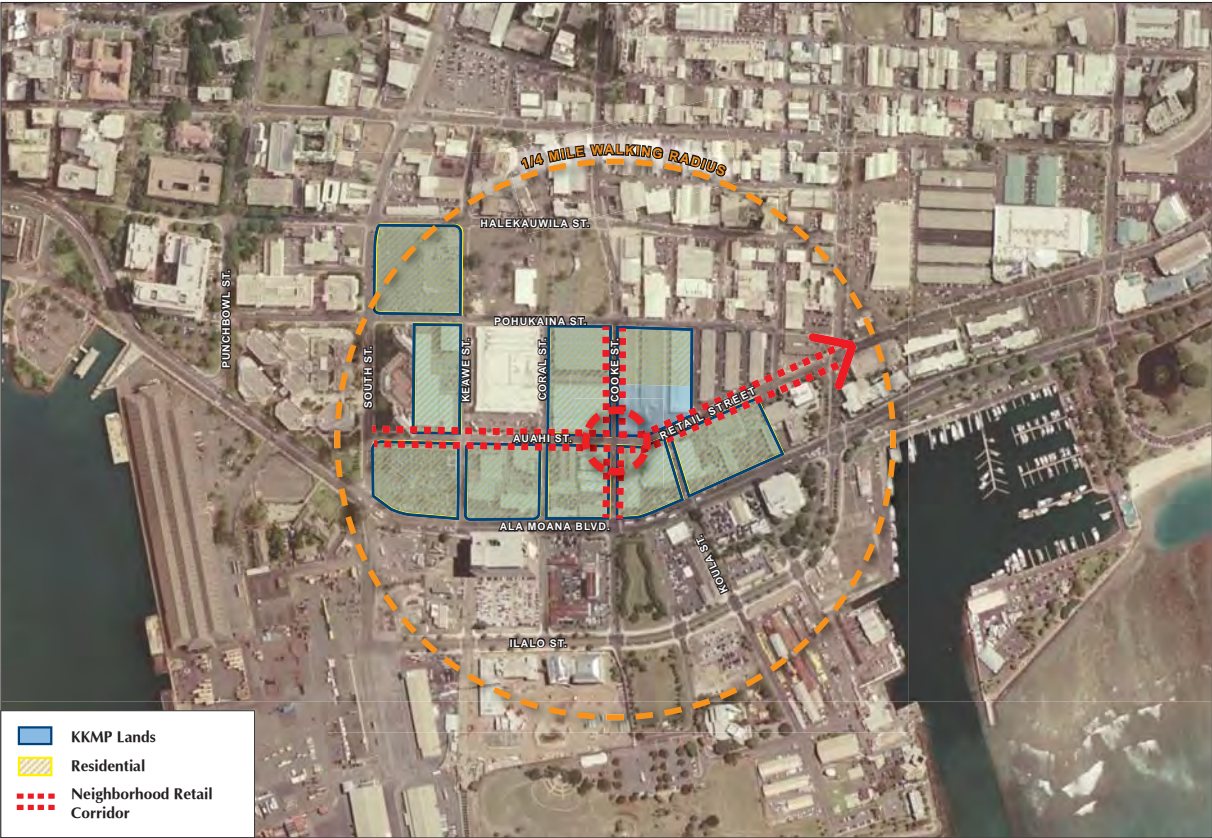 1/4 MILE WALKING RADIUS
HALEKAUWILA ST.
PUNCHBOWL ST.
POHUKAINA ST.
SOUTH ST.
KEAWE ST.
CORAL ST.
COOKE ST.
RETAIL STREET
AUAHI ST.
ALA MOANA BLVD.
KOULA ST.
ILALO ST.
KKMP Lands
Residential
Neighborhood Retail
Corridor